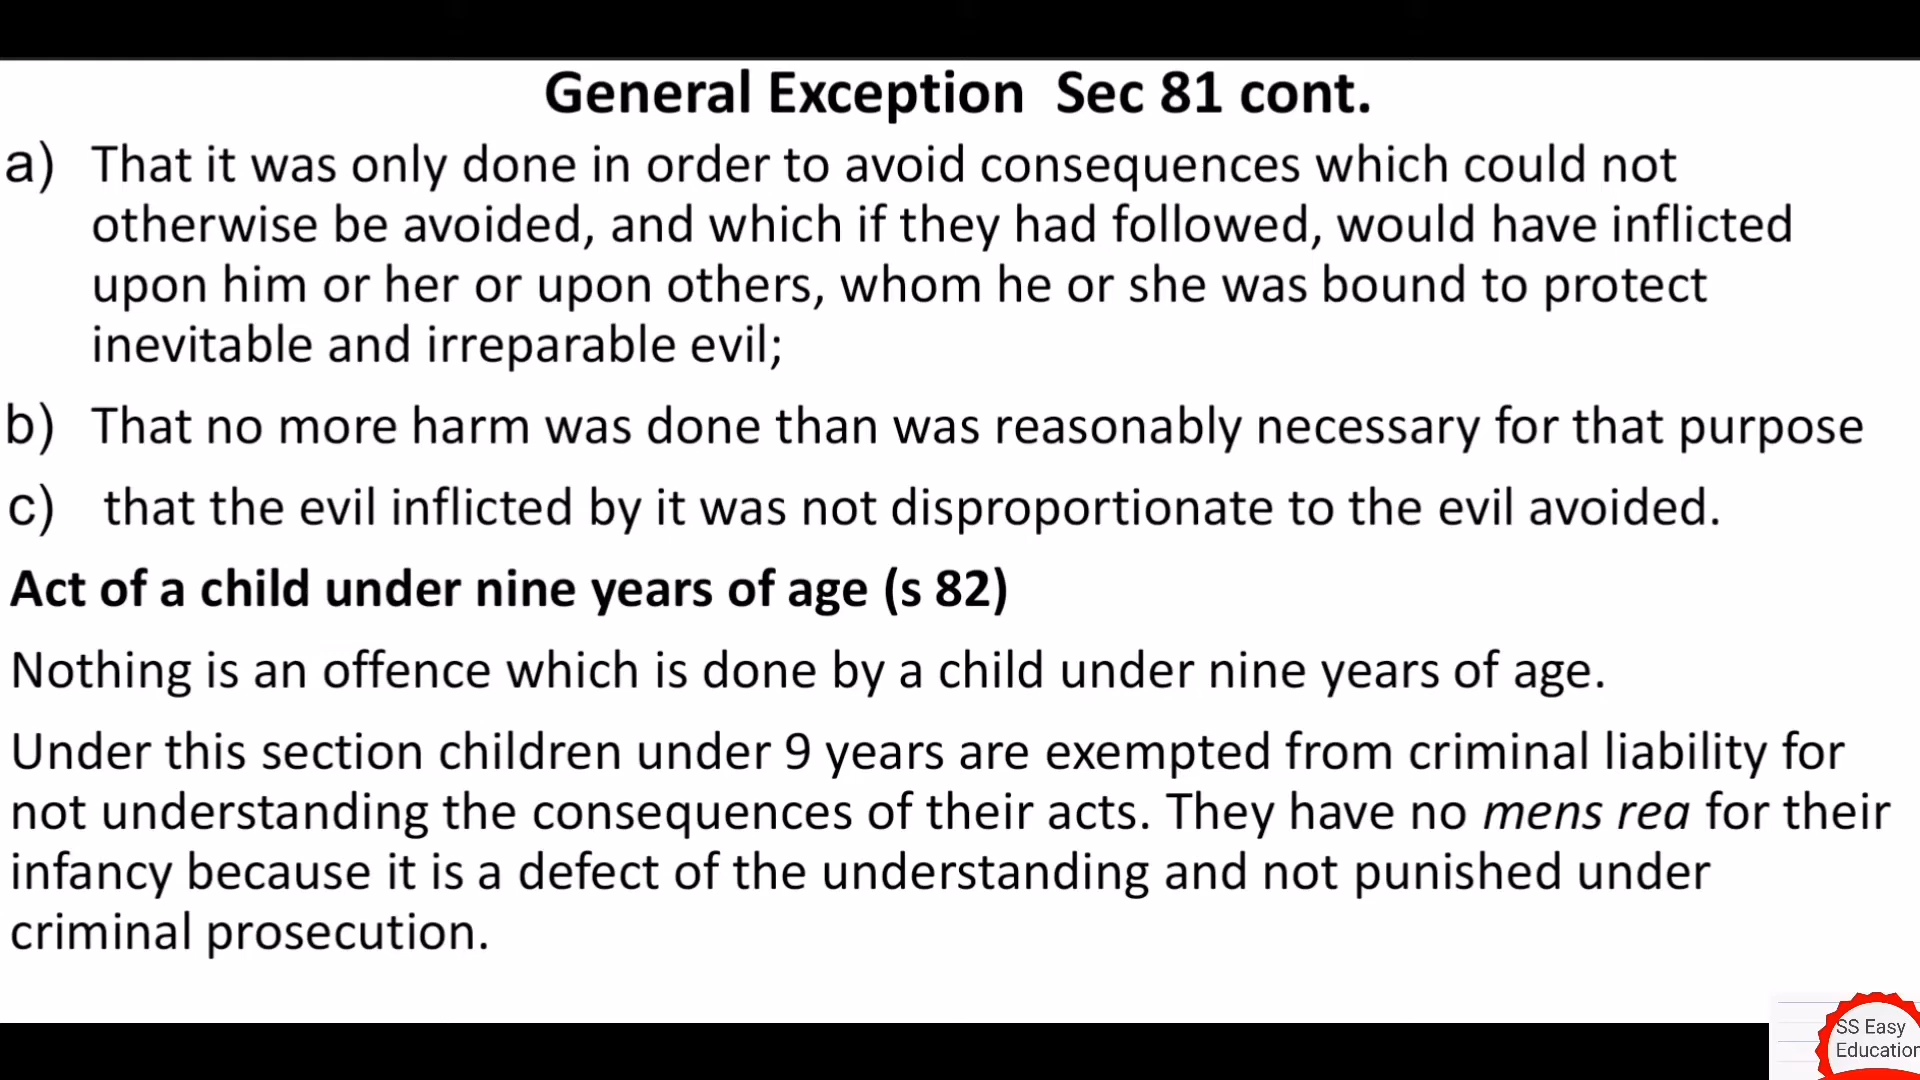 General Exception  Sec 81 cont.
a) That it was only done in order to avoid consequences which could not
otherwise be avoided, and which if they had followed, would have inflicted
upon him or her or upon others, whom he or she was bound to protect
inevitable and irreparable evil;
b) That no more harm was done than was reasonably necessary for that purpose
c) that the evil inflicted by it was not disproportionate to the evil avoided.
Act of a child under nine years of age (s 82)
Nothing is an offence which is done by a child under nine years of age.
Under this section children under 9 years are exempted from criminal liability for
not understanding the consequences of their acts. They have no mens rea for their
infancy because it is a defect of the understanding and not punished under
criminal prosecution.
SS Easy
Education